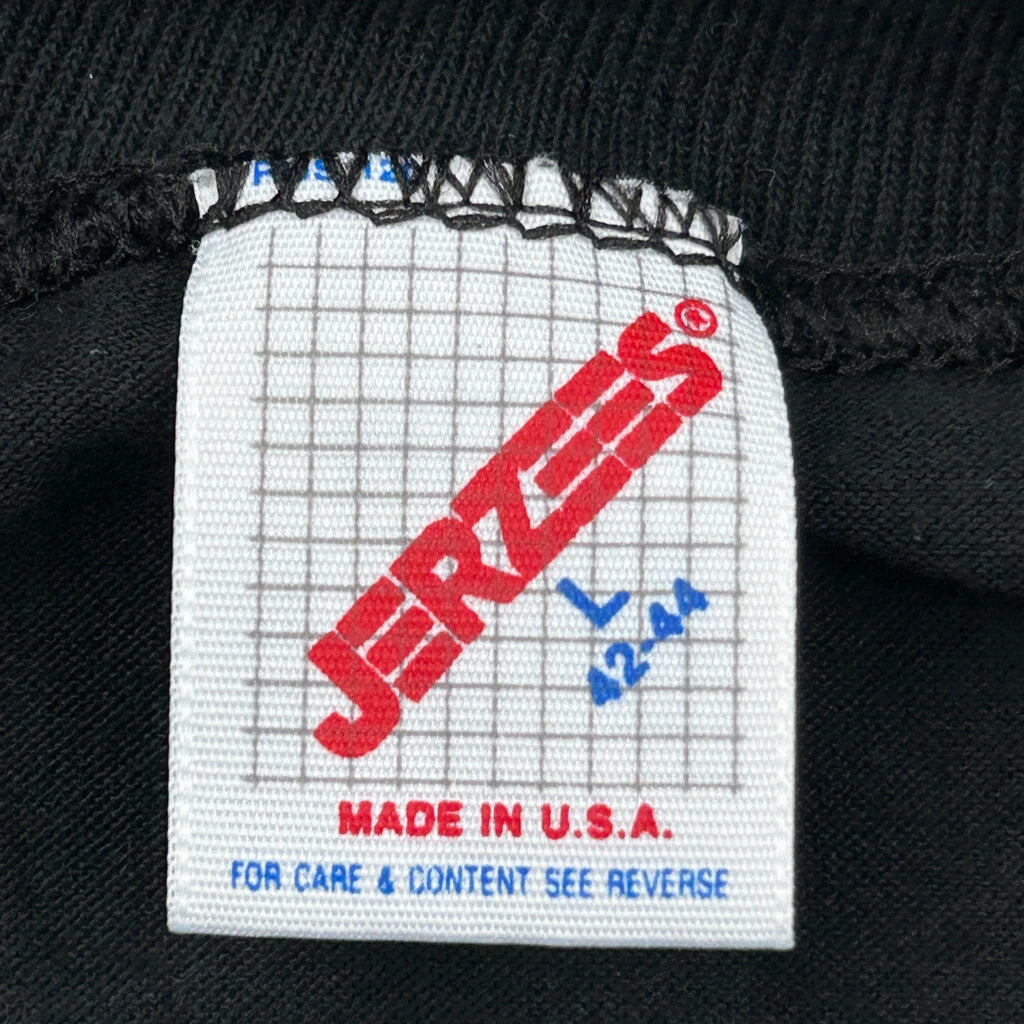 JERZEES®
L
42-44
MADE IN U.S.A.
FOR CARE & CONTENT SEE REVERSE